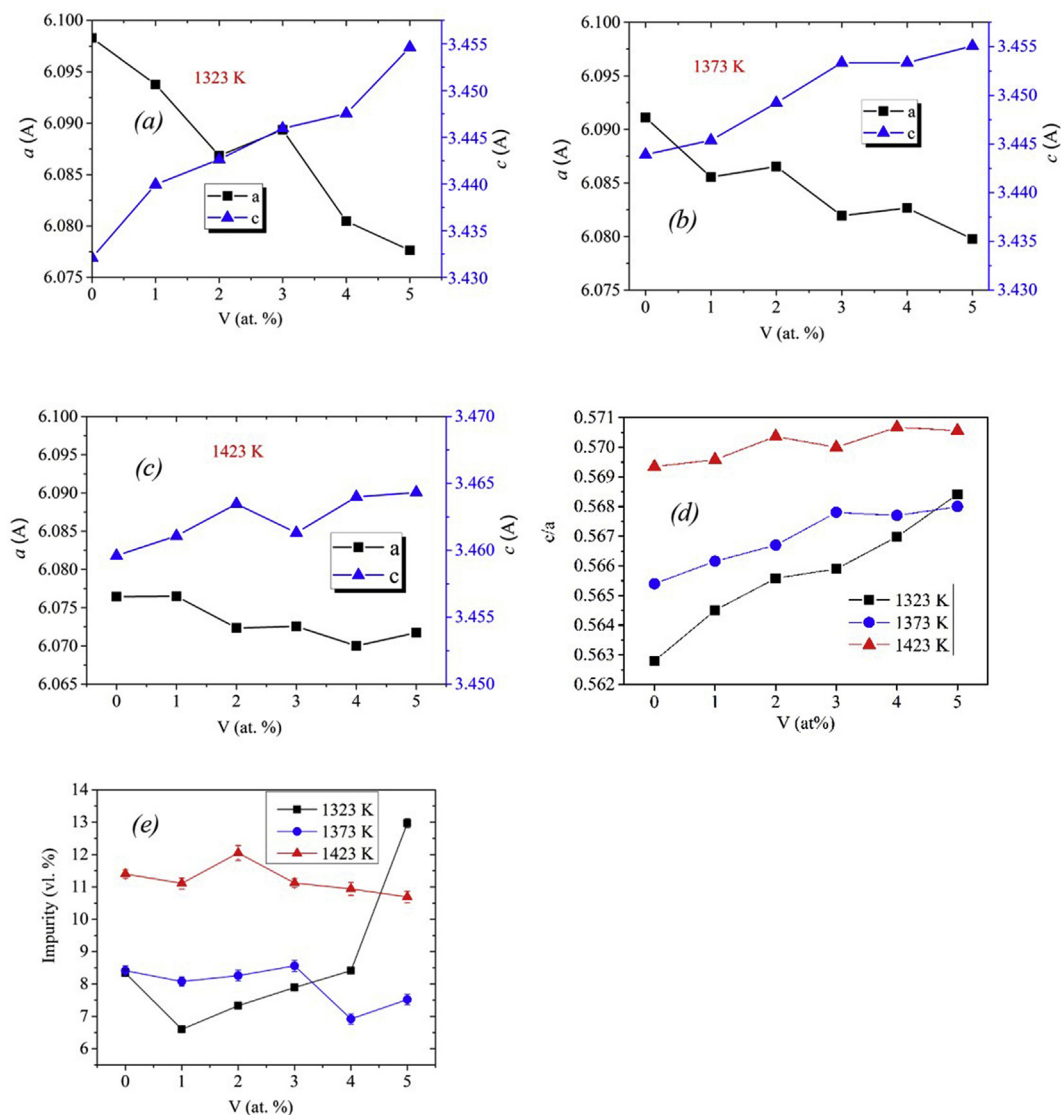 6.100
6.095
6.090
6.085
6.080
6.075
a (A)
1323 K
(a)
a
c
3.455
3.450
3.445
3.440
3.435
3.430
c (A)
0 1 2 3 4 5
V (at. %)
6.100
6.095
6.090
6.085
6.080
6.075
a (A)
1373 K
(b)
a
c
3.455
3.450
3.445
3.440
3.435
3.430
c (A)
0 1 2 3 4 5
V (at. %)
6.100
6.095
6.090
6.085
6.080
6.075
6.070
6.065
a (A)
(c)
1423 K
a
c
3.470
3.465
3.460
3.455
3.450
c (A)
0 1 2 3 4 5
V (at. %)
0.571
0.570
0.569
0.568
0.567
0.566
0.565
0.564
0.563
0.562
c/a
(d)
1323 K
1373 K
1423 K
0 1 2 3 4 5
V (at%)
14
13
12
11
10
9
8
7
6
Impurity (vl. %)
(e)
1323 K
1373 K
1423 K
0 1 2 3 4 5
V (at. %)